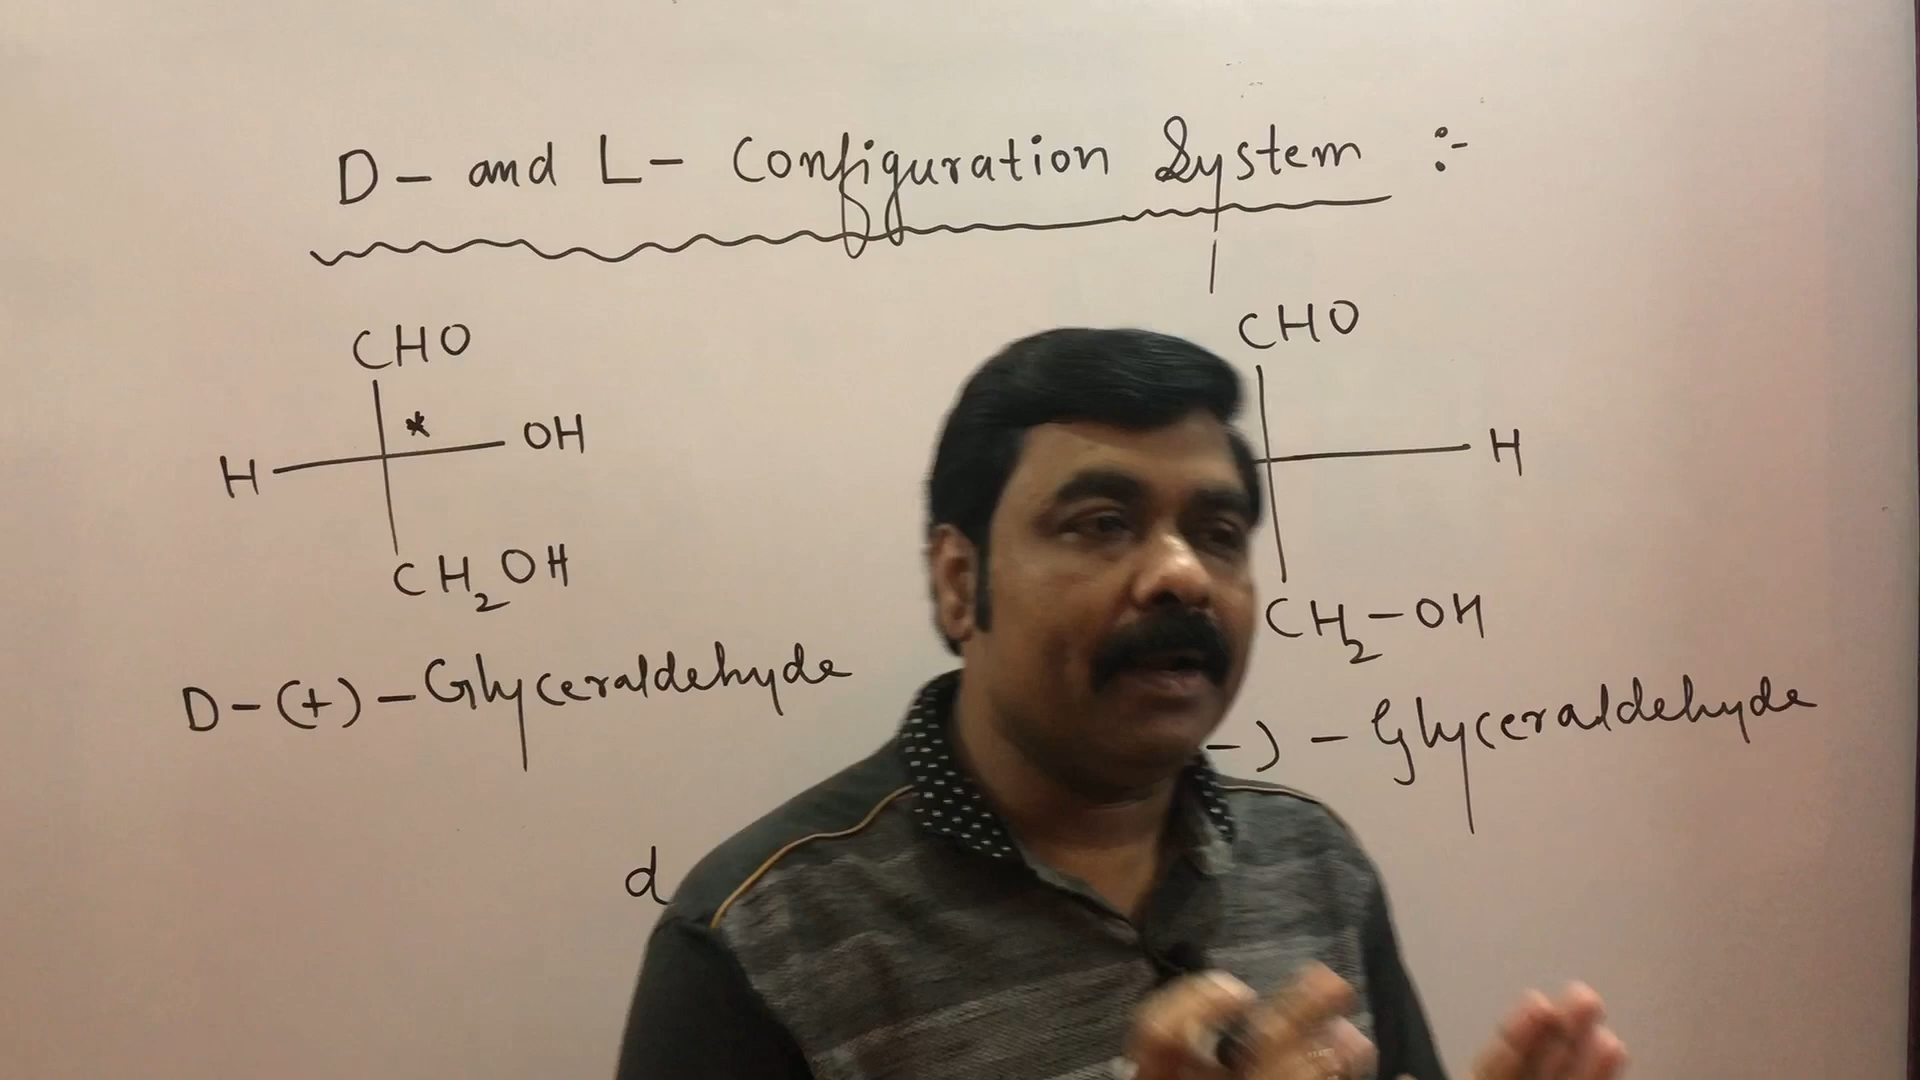 D- and L- Configuration System :-
CHO
*
H
OH
CH2OH
D-(+)-Glyceraldehyde
CHO
H
CH2-OH
-)-Glyceraldehyde
d